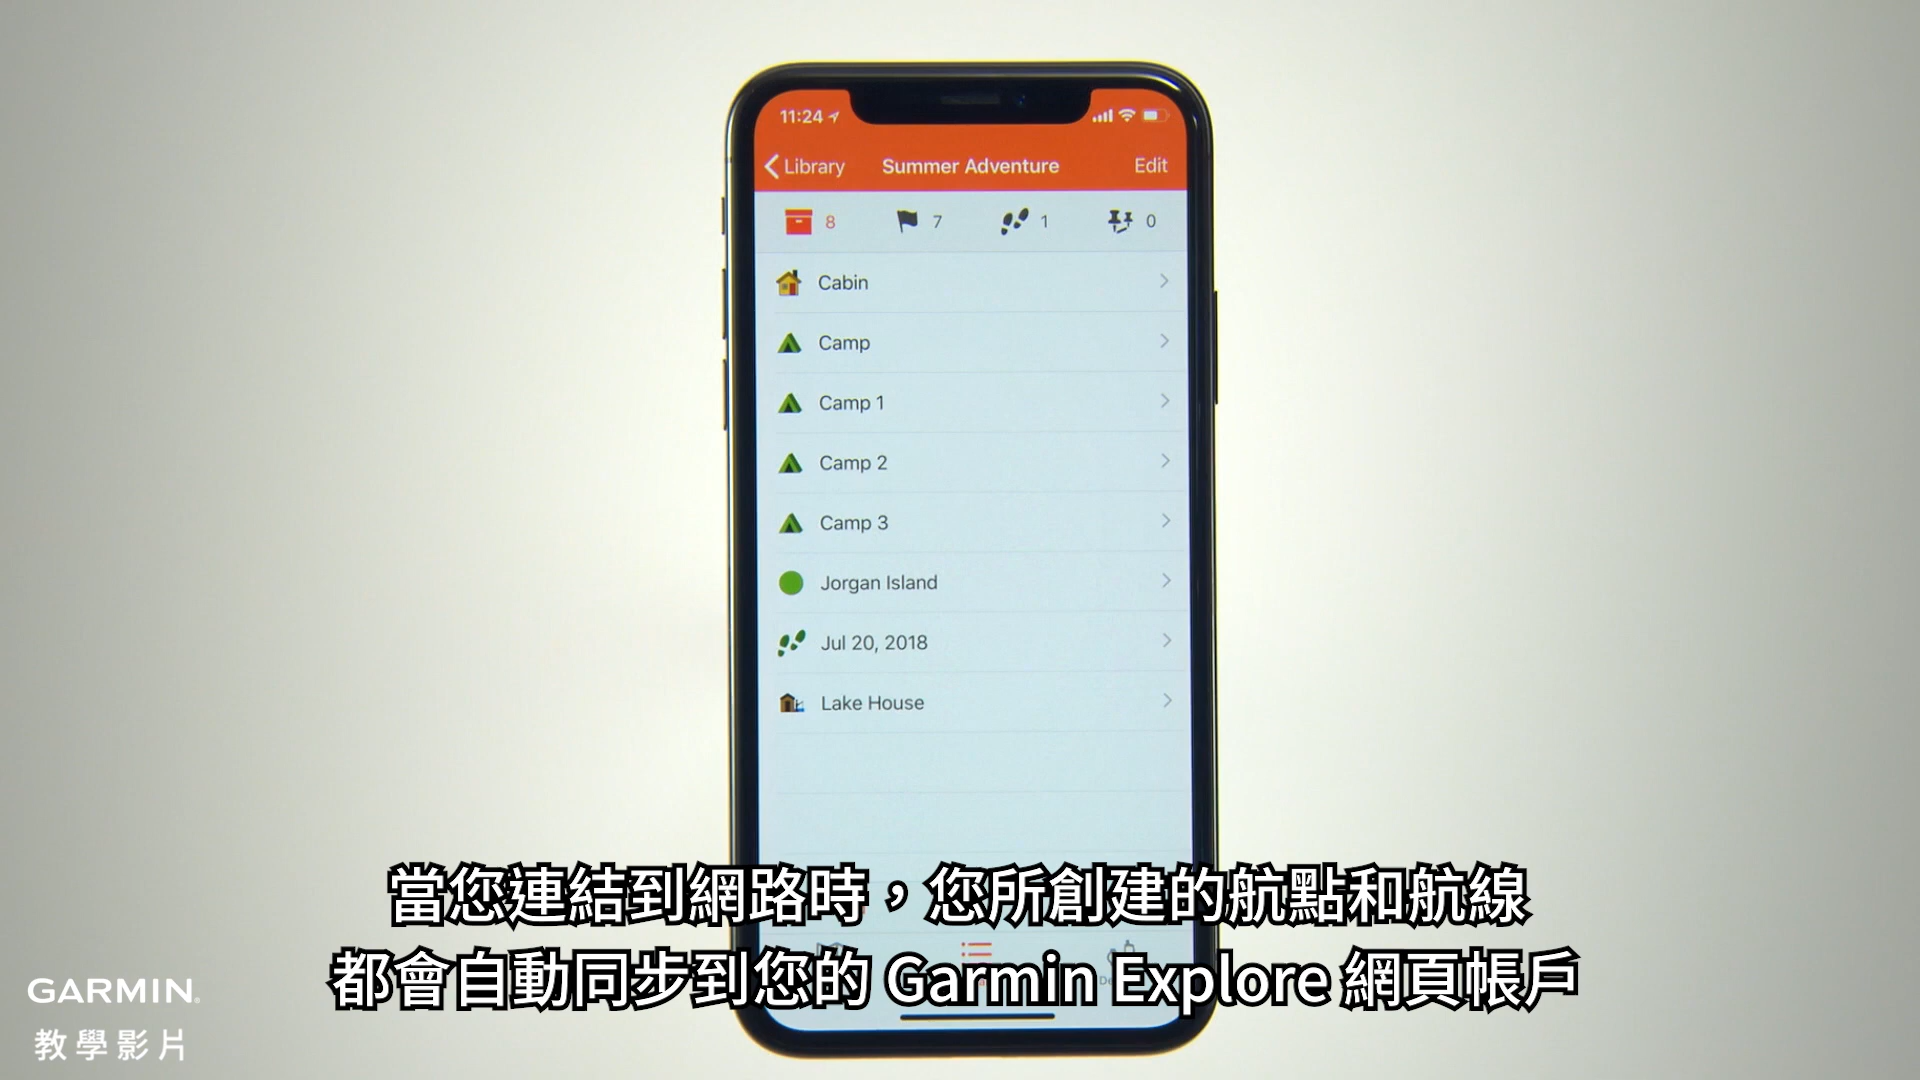 11:24
Library Summer Adventure Edit
8 7 1 0
Cabin
Camp
Camp 1
Camp 2
Camp 3
Jorgan Island
Jul 20, 2018
Lake House
當您連結到網路時，您所創建的航點和航線
都會自動同步到您的 Garmin Explore 網頁帳戶
GARMIN.
教學影片